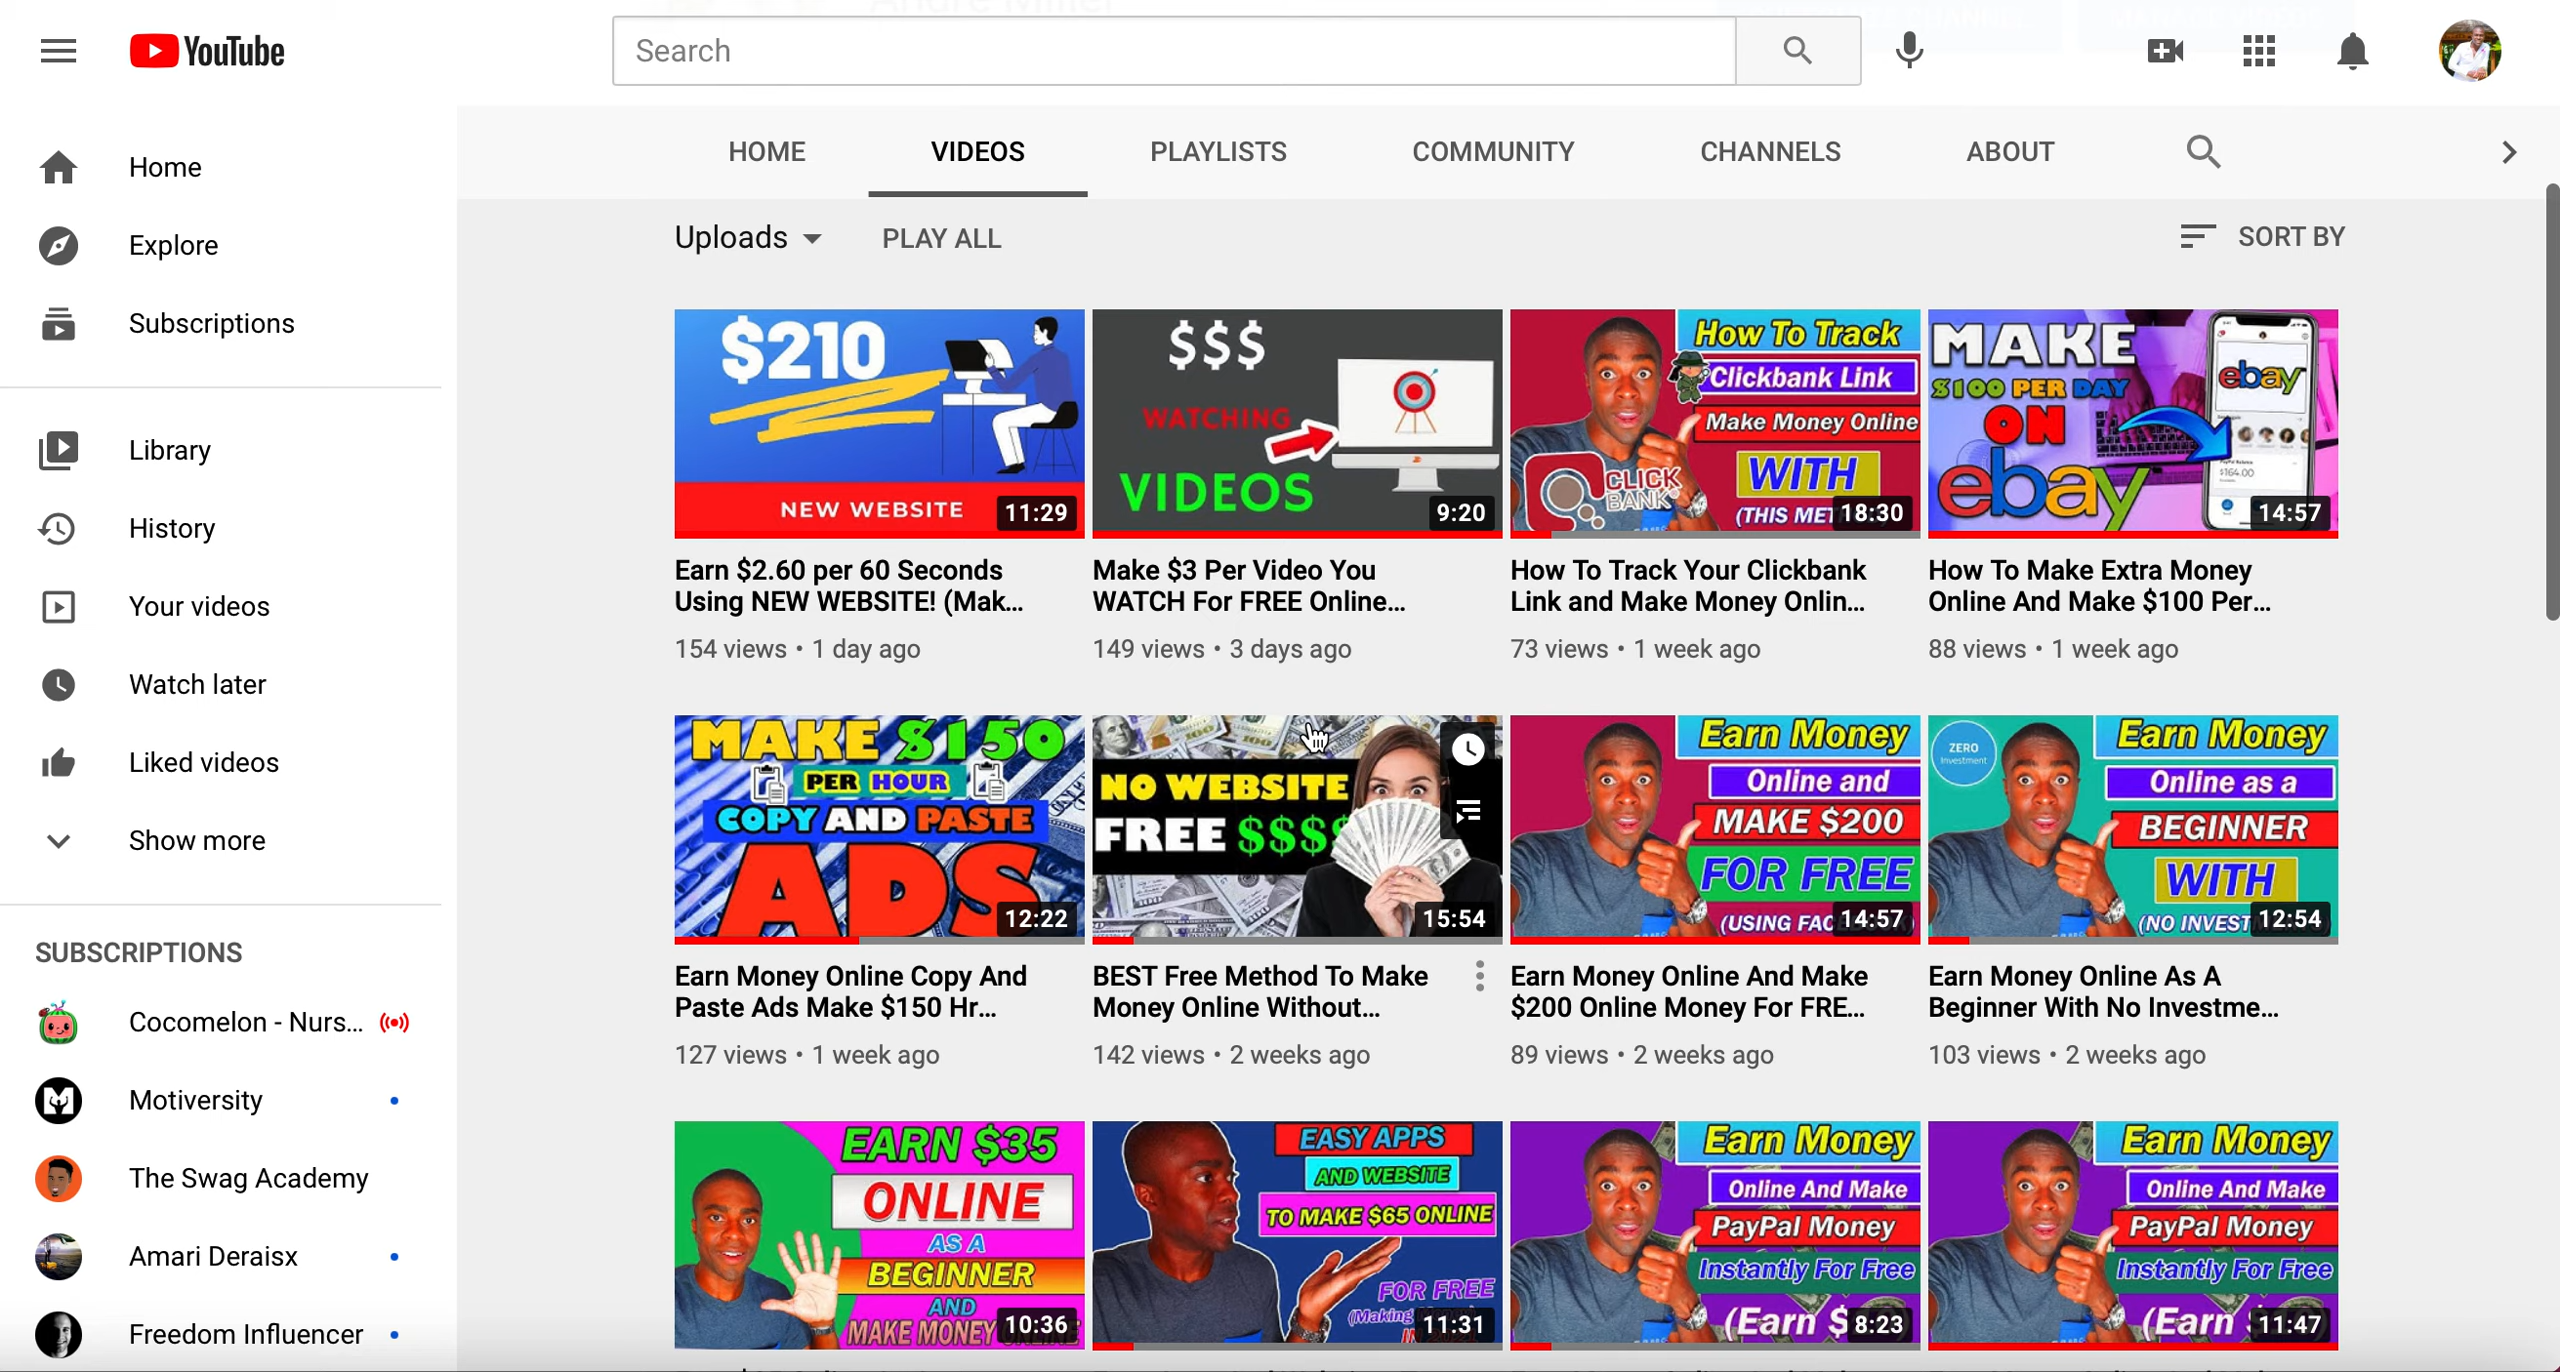 YouTube
Search
Home
Explore
Subscriptions
Library
History
Your videos
Watch later
Liked videos
Show more
SUBSCRIPTIONS
Cocomelon - Nurs...
Motiversity
The Swag Academy
Amari Deraisx
Freedom Influencer
HOME
VIDEOS
PLAYLISTS
COMMUNITY
CHANNELS
ABOUT
Uploads
PLAY ALL
SORT BY
$210
NEW WEBSITE
11:29
Earn $2.60 per 60 Seconds
Using NEW WEBSITE! (Mak...
154 views • 1 day ago
$$$
WATCHING
VIDEOS
9:20
Make $3 Per Video You
WATCH For FREE Online...
149 views • 3 days ago
How To Track
Clickbank Link
Make Money Online
WITH
CLICK
BANK
(THIS MET
18:30
How To Track Your Clickbank
Link and Make Money Onlin...
73 views • 1 week ago
MAKE
$100 PER DAY
ON
ebay
ebay
$164.00
14:57
How To Make Extra Money
Online And Make $100 Per...
88 views • 1 week ago
MAKE $150
PER HOUR
COPY AND PASTE
ADS
12:22
Earn Money Online Copy And
Paste Ads Make $150 Hr...
127 views • 1 week ago
NO WEBSITE
FREE $$$$
15:54
BEST Free Method To Make
Money Online Without...
142 views • 2 weeks ago
Earn Money
Online and
MAKE $200
FOR FREE
(USING FAC
14:57
Earn Money Online And Make
$200 Online Money For FRE...
89 views • 2 weeks ago
ZERO
Investment
Earn Money
Online as a
BEGINNER
WITH
(NO INVEST
12:54
Earn Money Online As A
Beginner With No Investme...
103 views • 2 weeks ago
EARN $35
ONLINE
AS A
BEGINNER
AND
MAKE MONEY
10:36
EASY APPS
AND WEBSITE
TO MAKE $65 ONLINE
FOR FREE
(Making
11:31
Earn Money
Online And Make
PayPal Money
Instantly For Free
(Earn $
8:23
Earn Money
Online And Make
PayPal Money
Instantly For Free
(Earn
11:47